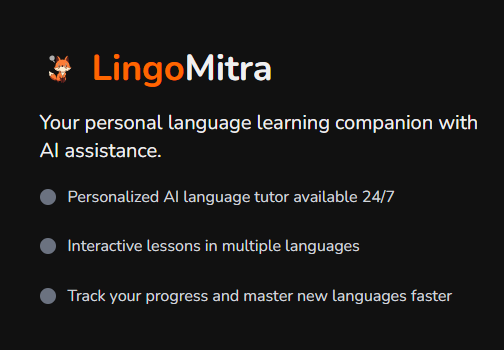 LingoMitra
Your personal language learning companion with
AI assistance.
Personalized AI language tutor available 24/7
Interactive lessons in multiple languages
Track your progress and master new languages faster